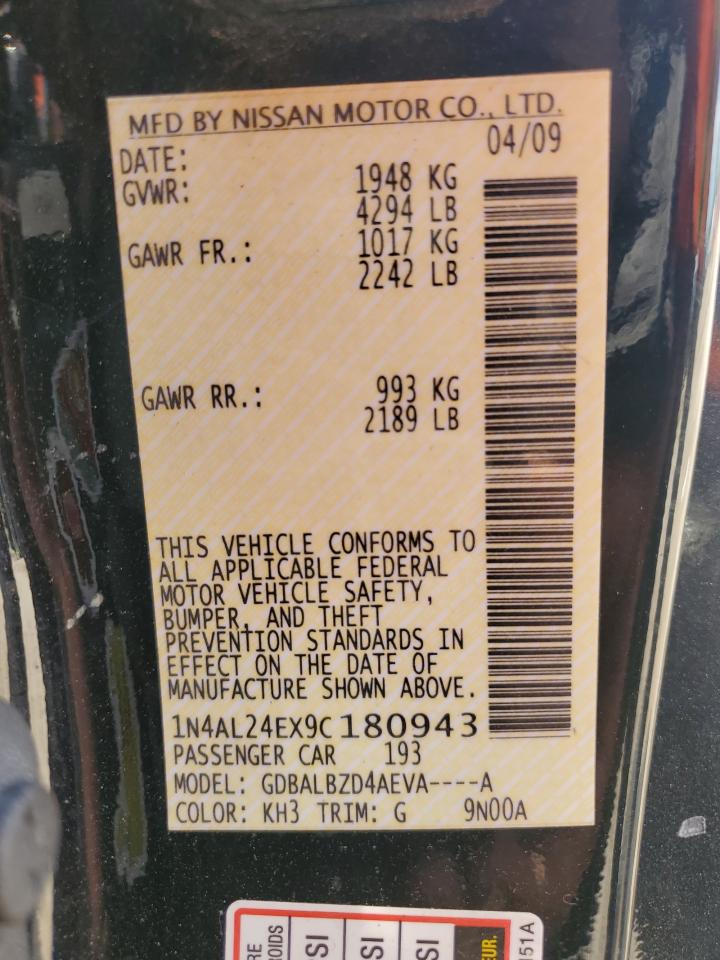 MFD BY NISSAN MOTOR CO., LTD.
DATE: 04/09
GVWR: 1948 KG
4294 LB
GAWR FR.: 1017 KG
2242 LB
GAWR RR.: 993 KG
2189 LB
THIS VEHICLE CONFORMS TO
ALL APPLICABLE FEDERAL
MOTOR VEHICLE SAFETY,
BUMPER, AND THEFT
PREVENTION STANDARDS IN
EFFECT ON THE DATE OF
MANUFACTURE SHOWN ABOVE.
1N4AL24EX9C180943
PASSENGER CAR 193
MODEL: GDBALBZD4AEVA----A
COLOR: KH3 TRIM: G 9N00A